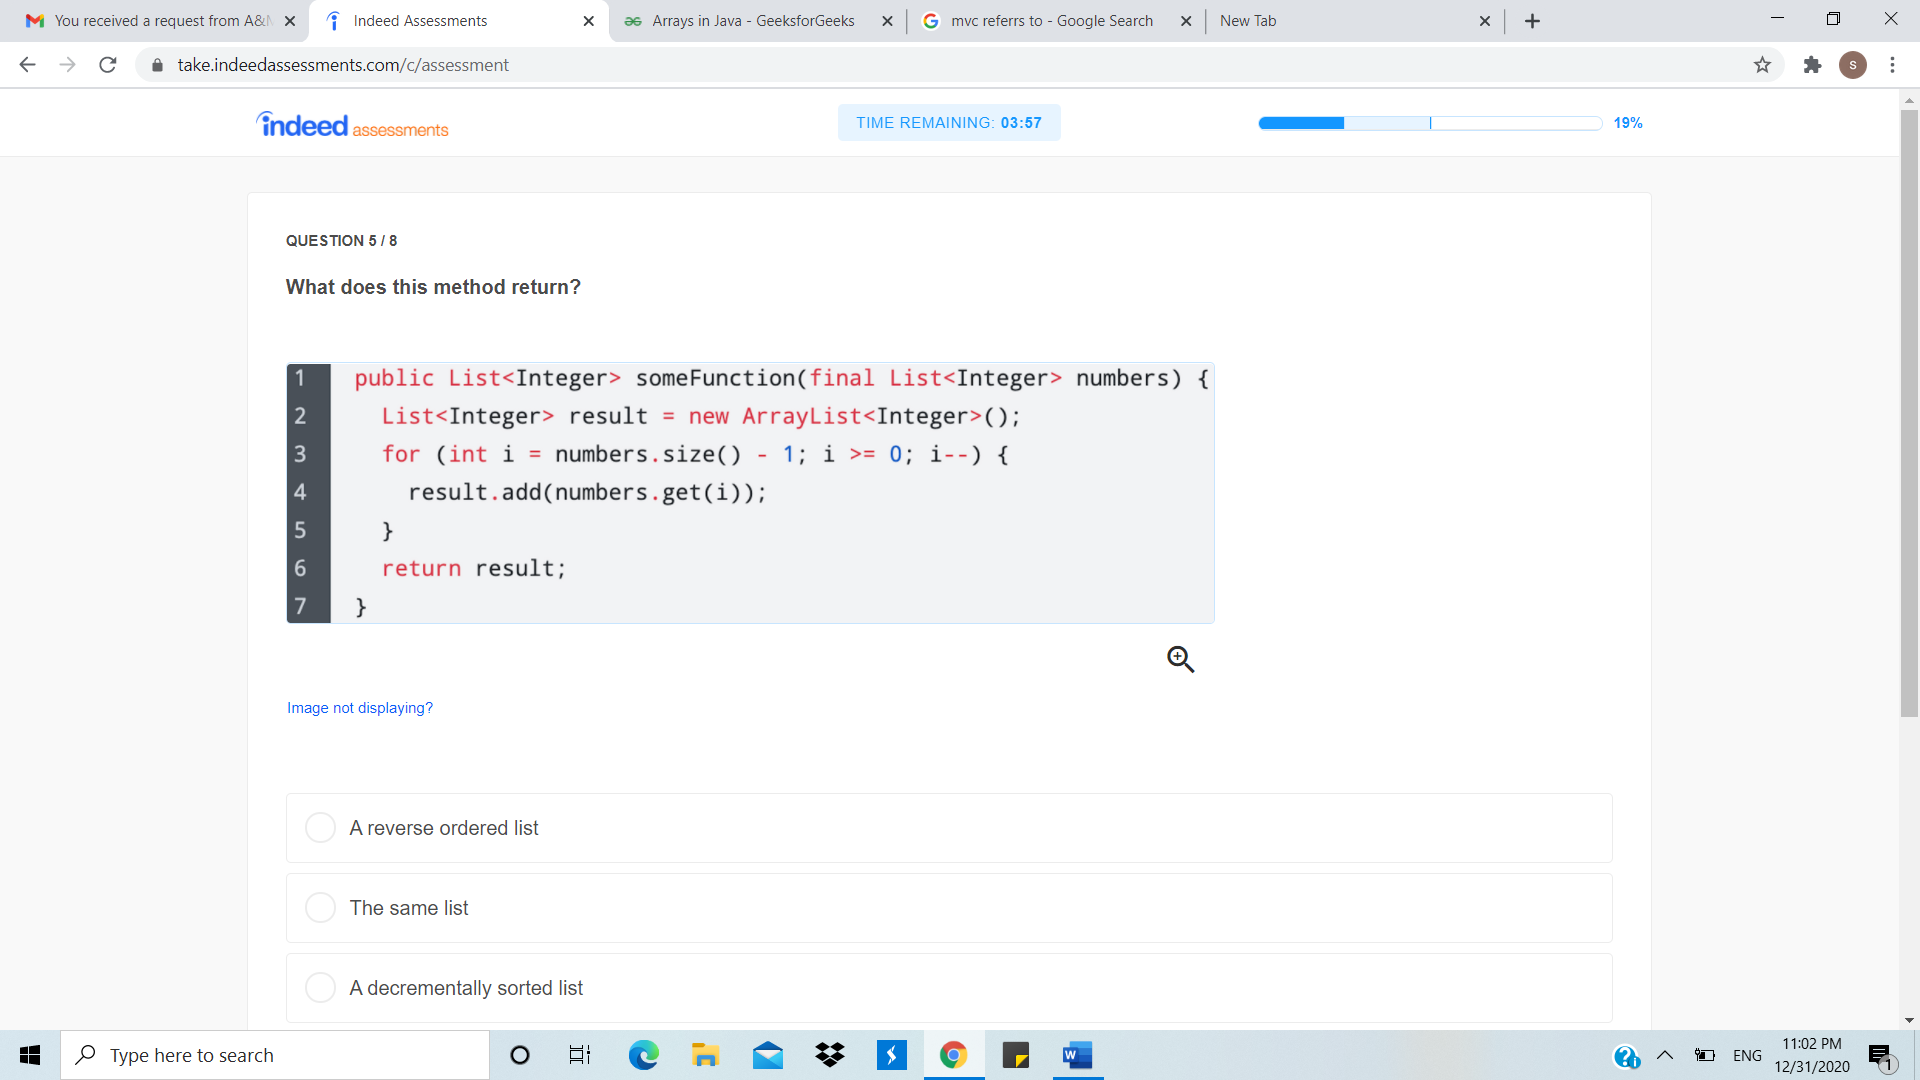 You received a request from A&M
Indeed Assessments
Arrays in Java - GeeksforGeeks
mvc referrs to - Google Search
New Tab
take.indeedassessments.com/c/assessment
S
indeed assessments
TIME REMAINING: 03:57
19%
QUESTION 5 / 8
What does this method return?
1 public List<Integer> someFunction(final List<Integer> numbers) {
2 List<Integer> result = new ArrayList<Integer>();
3 for (int i = numbers.size() - 1; i >= 0; i--) {
4 result.add(numbers.get(i));
5 }
6 return result;
7 }
Image not displaying?
A reverse ordered list
The same list
A decrementally sorted list
Type here to search
ENG
11:02 PM
12/31/2020
1